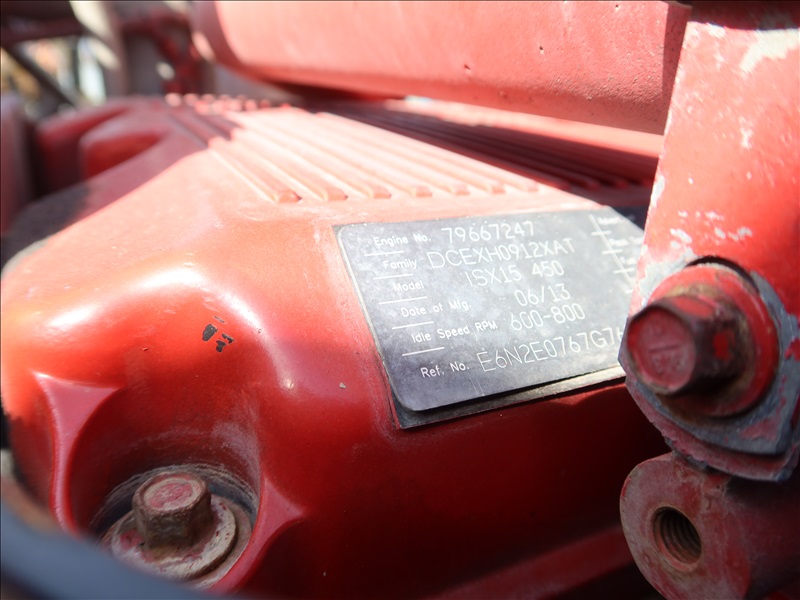 Engine No. 79667247
Family DCEXH0912XAT
Model ISX15 450
Date of Mfg. 06/13
Idle Speed RPM 600-800
Ref. No. E6N2E0767G7